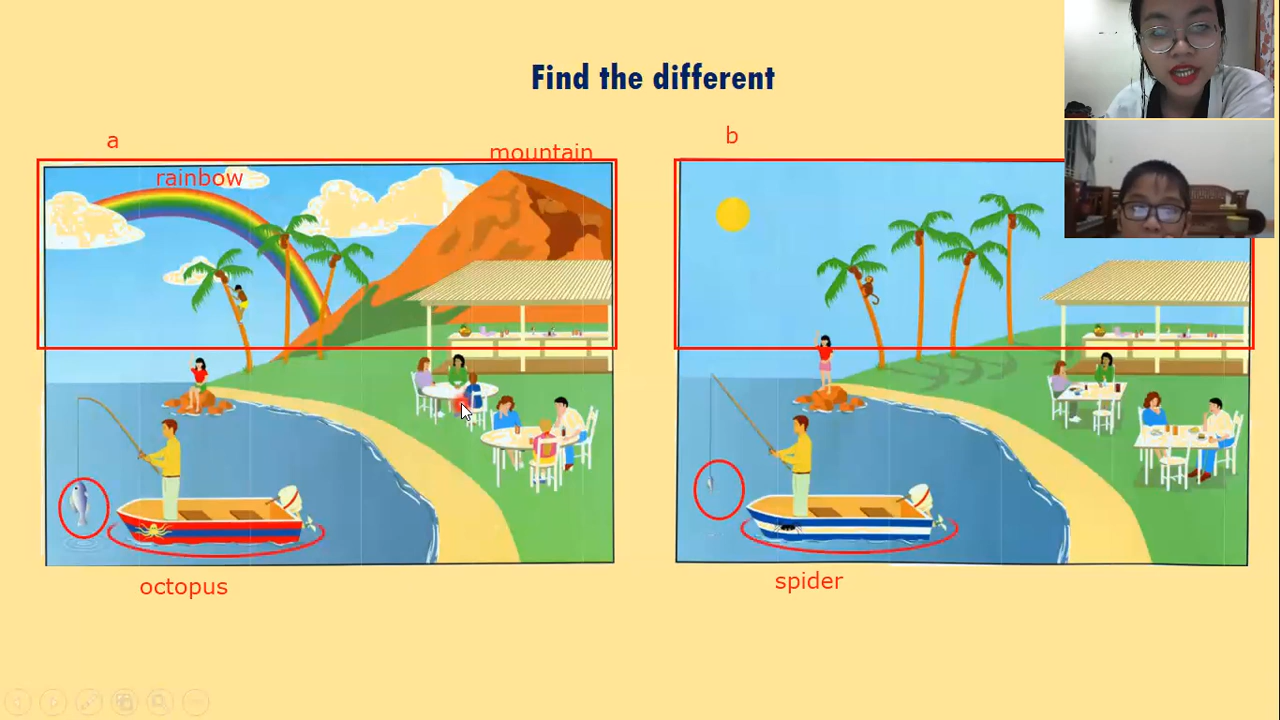 Find the different
a
b
mountain
rainbow
octopus
spider